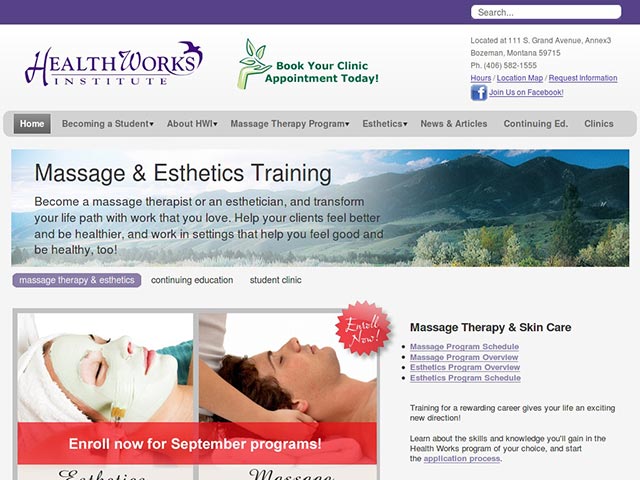 Search...
HEALTHWORKS
INSTITUTE
Book Your Clinic
Appointment Today!
Located at 111 S. Grand Avenue, Annex3
Bozeman, Montana 59715
Ph. (406) 582-1555
Hours / Location Map / Request Information
Join Us on Facebook!
Home Becoming a Student About HWI Massage Therapy Program Esthetics News & Articles Continuing Ed. Clinics
Massage & Esthetics Training
Become a massage therapist or an esthetician, and transform
your life path with work that you love. Help your clients feel better
and be healthier, and work in settings that help you feel good and
be healthy, too!
massage therapy & esthetics continuing education student clinic
Enroll
Now!
Enroll now for September programs!
Esthetics Massage
Massage Therapy & Skin Care
Massage Program Schedule
Massage Program Overview
Esthetics Program Overview
Esthetics Program Schedule
Training for a rewarding career gives your life an exciting
new direction!
Learn about the skills and knowledge you'll gain in the
Health Works program of your choice, and start
the application process.